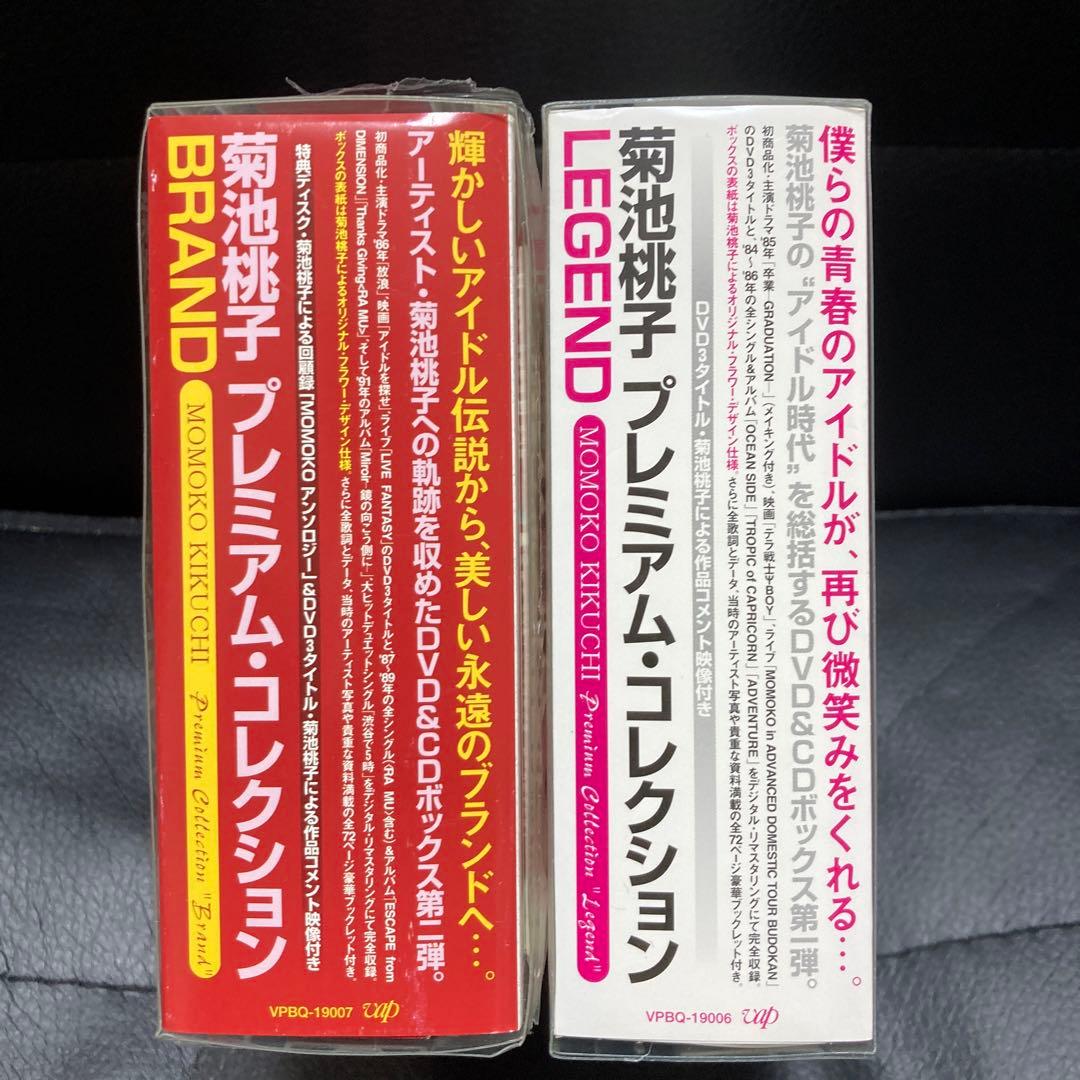 輝かしいアイドル伝説から、美しい永遠のブランドへ…。
アーティスト・菊池桃子への軌跡を収めたDVD&CDボックス第二弾。
初商品化・主演ドラマ'86年「放浪」、映画「アイドルを探せ」、ライブ「LIVE FANTASY」のDVD3タイトルと、'87〜'89年の全シングル〈RA MU〉含む)&アルバム「ESCAPE from
DIMENSION」「Thanks Giving<RA MU>」、そして'91年のアルバム「Miroir-鏡の向こう側に-」、大ヒットデュエットシングル「渋谷で5時」をデジタル・リマスタリングにて完全収録。
ボックスの表紙は菊池桃子によるオリジナル・フラワー・デザイン仕様。さらに全歌詞とデータ、当時のアーティスト写真や貴重な資料満載の全72ページ豪華ブックレット付き。
特典ディスク・菊池桃子による回顧録「MOMOKO アンソロジー」&DVD3タイトル・菊池桃子による作品コメント映像付き
菊池桃子 プレミアム・コレクション
BRAND MOMOKO KIKUCHI Premium Collection "Brand"
VPBQ-19007 vap
僕らの青春のアイドルが、再び微笑みをくれる…。
菊池桃子の“アイドル時代”を総括するDVD&CDボックス第一弾。
初商品化・主演ドラマ'85年「卒業—GRADUATION—」(メイキング付き)、映画「テラ戦士ΨBOY」、ライブ「MOMOKO in ADVANCED DOMESTIC TOUR BUDOKAN」
のDVD3タイトルと、'84〜'86年の全シングル&アルバム「OCEAN SIDE」「TROPIC of CAPRICORN」「ADVENTURE」をデジタル・リマスタリングにて完全収録。
ボックスの表紙は菊池桃子によるオリジナル・フラワー・デザイン仕様。さらに全歌詞とデータ、当時のアーティスト写真や貴重な資料満載の全72ページ豪華ブックレット付き。
DVD3タイトル・菊池桃子による作品コメント映像付き
菊池桃子 プレミアム・コレクション
LEGEND MOMOKO KIKUCHI Premium Collection "Legend"
VPBQ-19006 vap